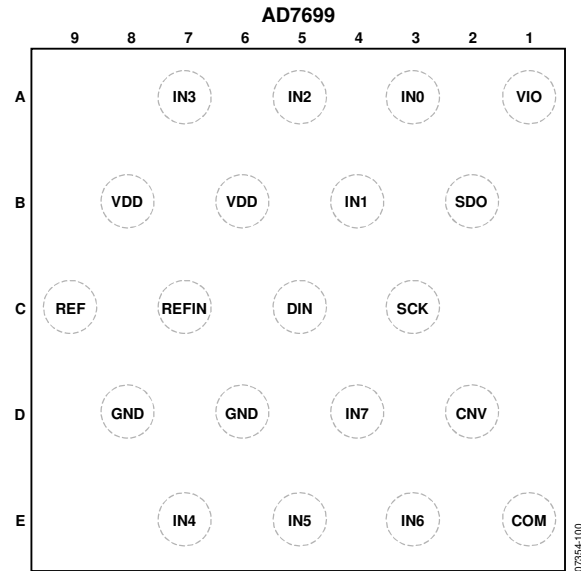 AD7699
9 8 7 6 5 4 3 2 1
A IN3 IN2 IN0 VIO
B VDD VDD IN1 SDO
C REF REFIN DIN SCK
D GND GND IN7 CNV
E IN4 IN5 IN6 COM
07354-100